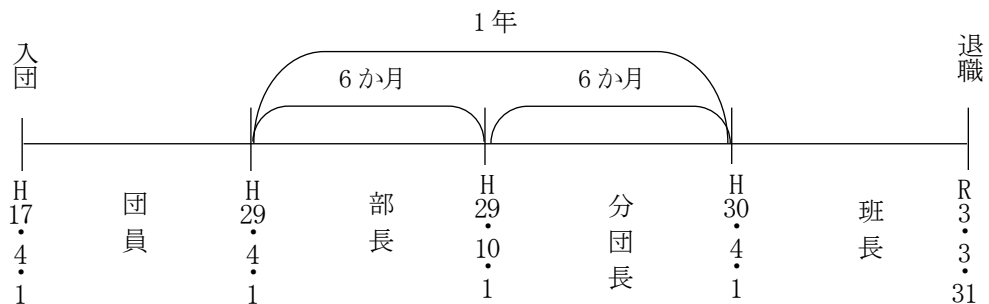 1年
入団
退職
6か月
6か月
H17・4・1
団員
H29・4・1
部長
H29・10・1
分団長
H30・4・1
班長
R3・3・31